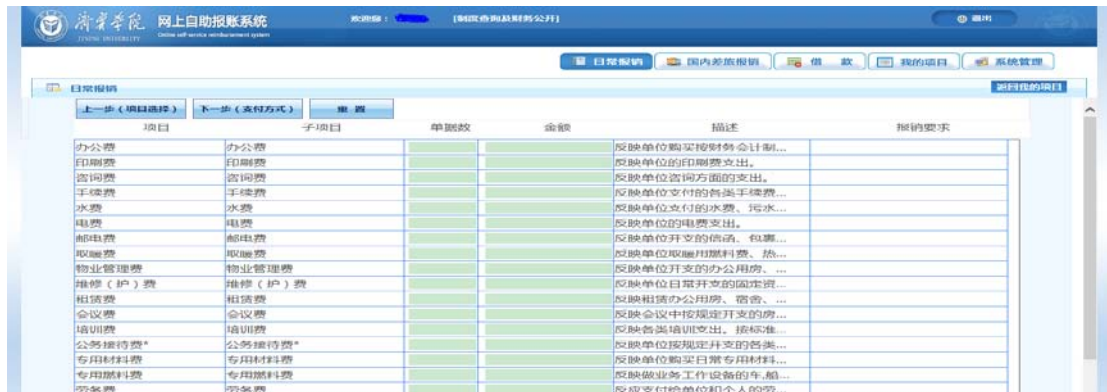 济宁学院 网上自助报账系统 欢迎您： [制度查询及财务公开] 退出
JINING UNIVERSITY Online self-service reimbursement system
日常报销 国内差旅报销 借 款 我的项目 系统管理
日常报销 返回我的项目
上一步（项目选择） 下一步（支付方式） 重 置
项目 子项目 单据数 金额 描述 报销要求
办公费 办公费 反映单位购买按财务会计制...
印刷费 印刷费 反映单位的印刷费支出。
咨询费 咨询费 反映单位咨询方面的支出。
手续费 手续费 反映单位支付的各类手续费...
水费 水费 反映单位支付的水费、污水...
电费 电费 反映单位的电费支出。
邮电费 邮电费 反映单位开支的信函、包裹...
取暖费 取暖费 反映单位取暖用燃料费、热...
物业管理费 物业管理费 反映单位开支的办公用房、...
维修（护）费 维修（护）费 反映单位日常开支的固定资...
租赁费 租赁费 反映租赁办公用房、宿舍、...
会议费 会议费 反映会议中按规定开支的房...
培训费 培训费 反映各类培训支出。按标准...
公务接待费* 公务接待费* 反映单位按规定开支的各类...
专用材料费 专用材料费 反映单位购买日常专用材料...
专用燃料费 专用燃料费 反映做业务工作设备的车,船...
劳务费 劳务费 反应支付给单位和个人的劳...